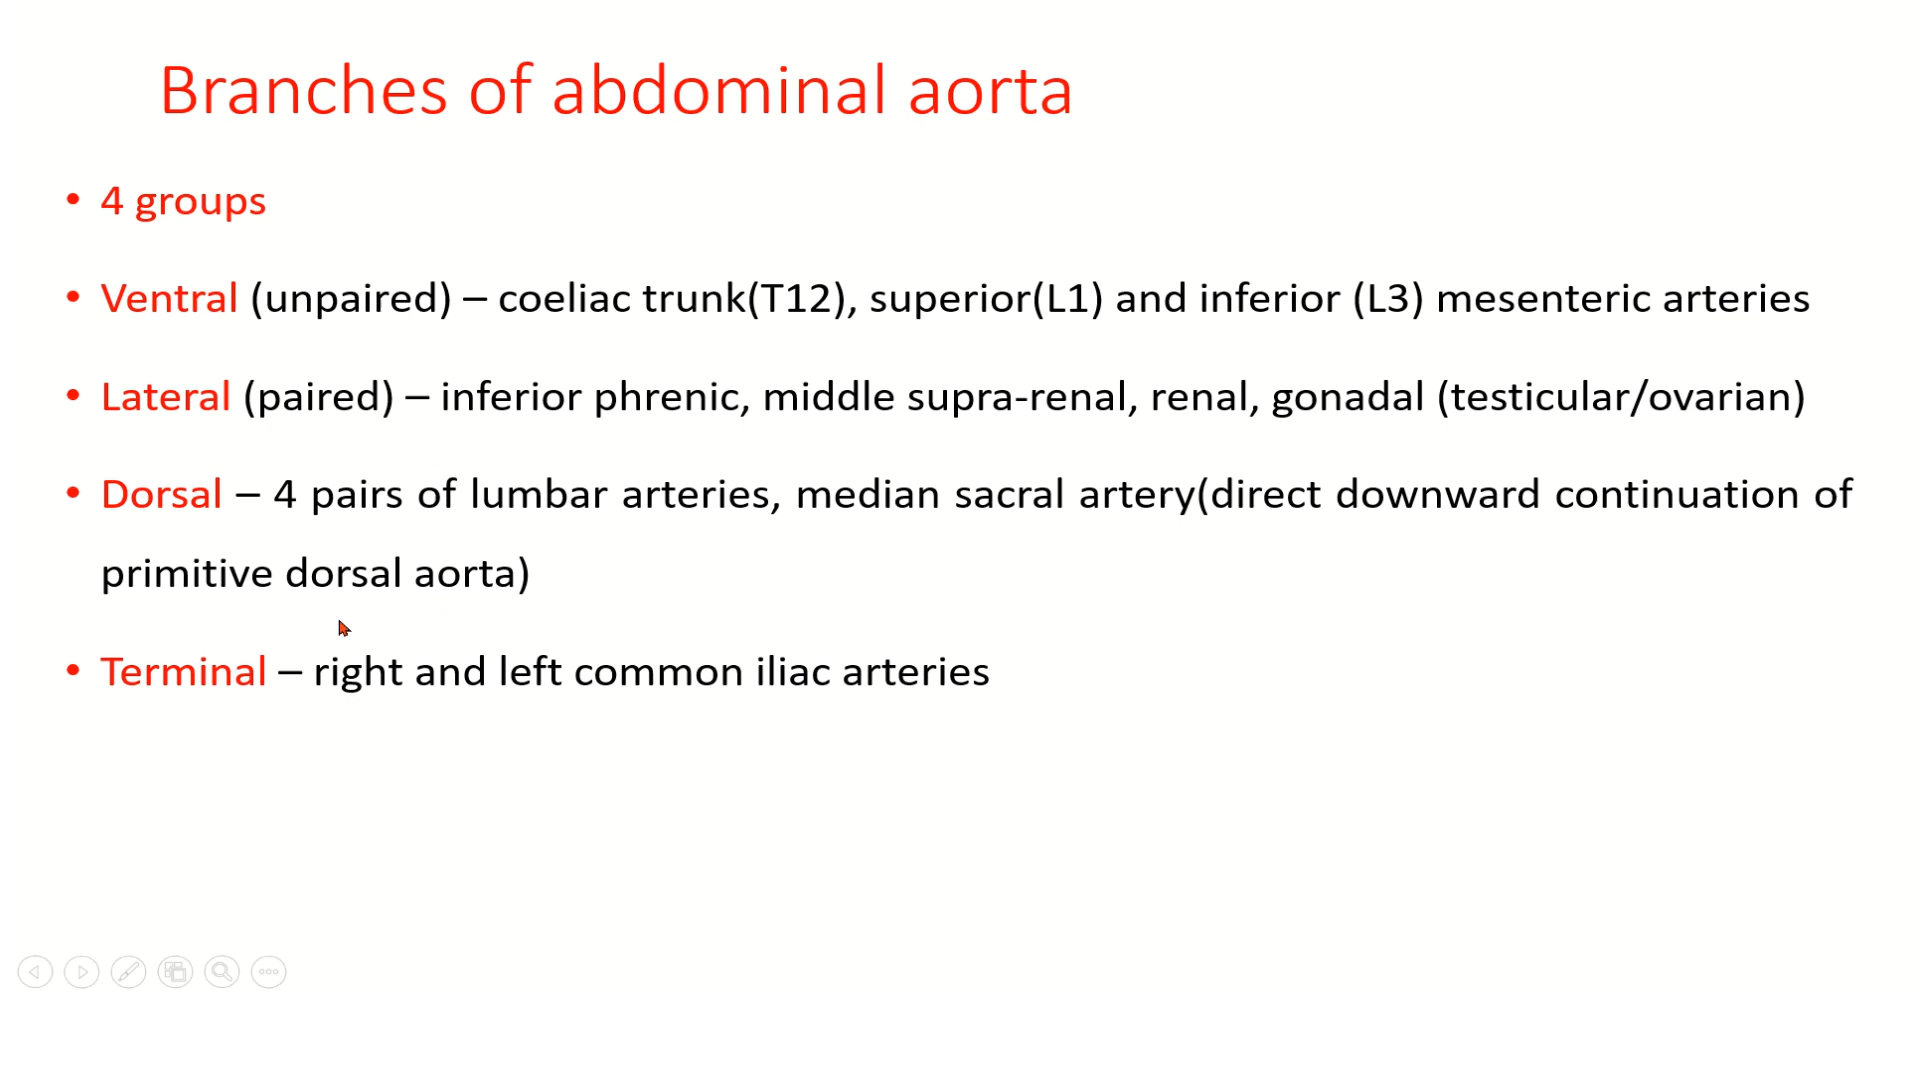 Branches of abdominal aorta
• 4 groups
• Ventral (unpaired) – coeliac trunk(T12), superior(L1) and inferior (L3) mesenteric arteries
• Lateral (paired) – inferior phrenic, middle supra-renal, renal, gonadal (testicular/ovarian)
• Dorsal – 4 pairs of lumbar arteries, median sacral artery(direct downward continuation of
primitive dorsal aorta)
• Terminal – right and left common iliac arteries